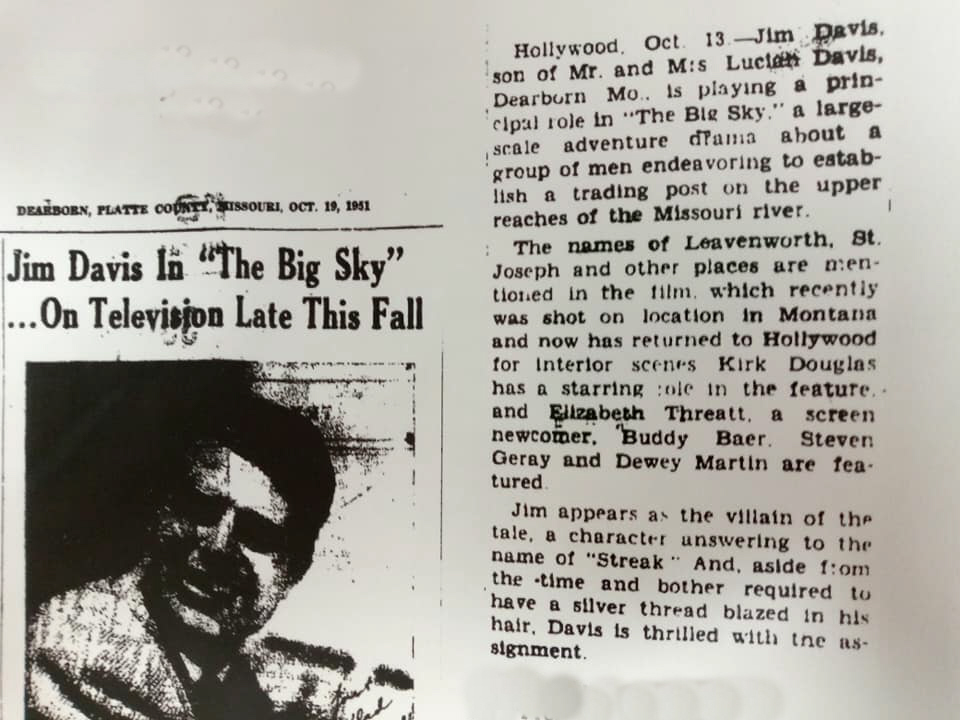 DEARBORN, PLATTE COUNTY, MISSOURI, OCT. 19, 1951
Jim Davis In "The Big Sky"
...On Television Late This Fall
Hollywood, Oct. 13.—Jim Davis,
son of Mr. and Mrs Lucian Davis,
Dearborn Mo., is playing a prin-
cipal role in "The Big Sky," a large-
scale adventure drama about a
group of men endeavoring to estab-
lish a trading post on the upper
reaches of the Missouri river.
The names of Leavenworth, St.
Joseph and other places are men-
tioned in the film, which recently
was shot on location in Montana
and now has returned to Hollywood
for interior scenes Kirk Douglas
has a starring role in the feature,
and Elizabeth Threatt, a screen
newcomer, Buddy Baer, Steven
Geray and Dewey Martin are fea-
tured.
Jim appears as the villain of the
tale, a character answering to the
name of "Streak" And, aside from
the time and bother required to
have a silver thread blazed in his
hair, Davis is thrilled with the as-
signment.